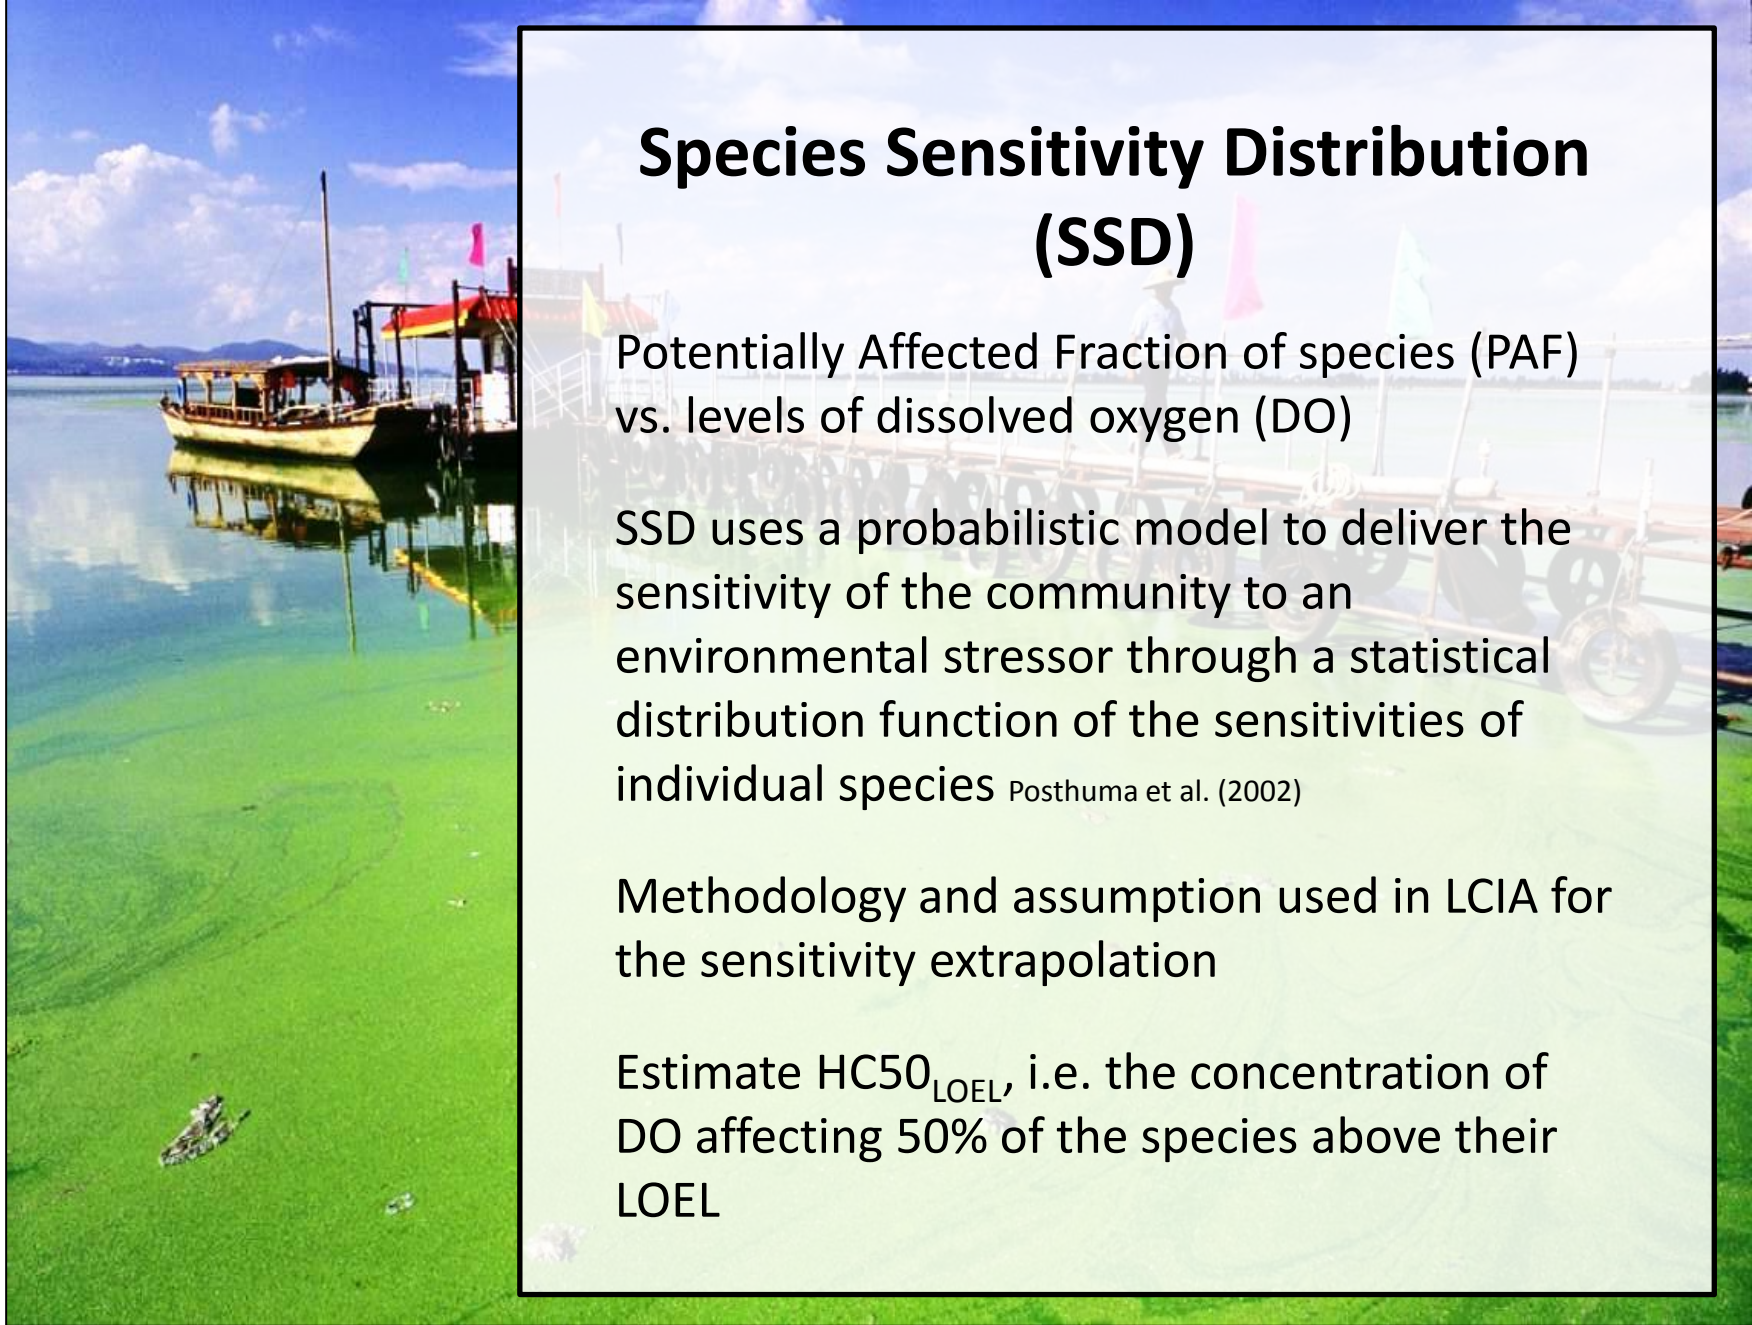 Species Sensitivity Distribution
(SSD)
Potentially Affected Fraction of species (PAF)
vs. levels of dissolved oxygen (DO)
SSD uses a probabilistic model to deliver the
sensitivity of the community to an
environmental stressor through a statistical
distribution function of the sensitivities of
individual species Posthuma et al. (2002)
Methodology and assumption used in LCIA for
the sensitivity extrapolation
Estimate HC50LOEL, i.e. the concentration of
DO affecting 50% of the species above their
LOEL